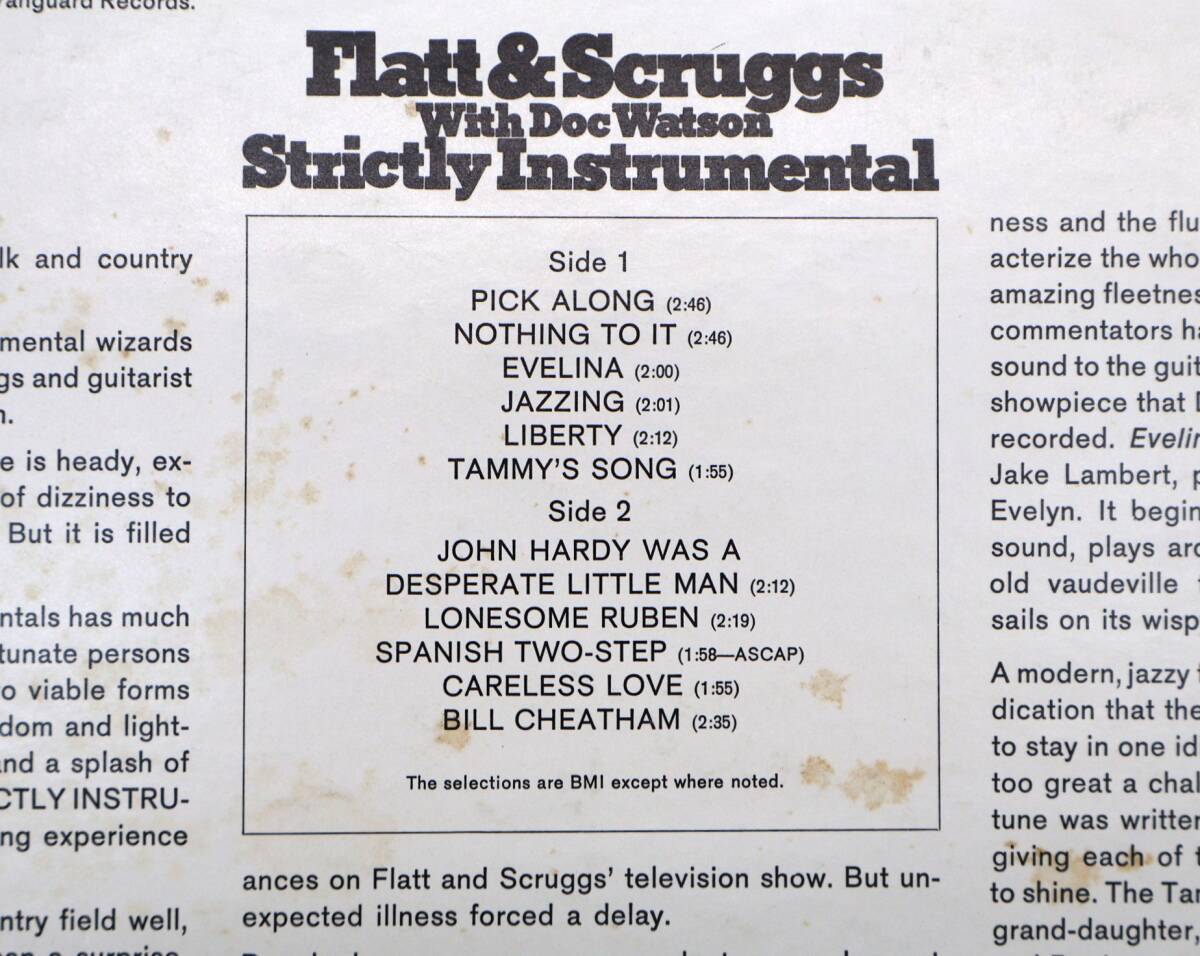 Vanguard Records.
lk and country
mental wizards
gs and guitarist
n.
e is heady, ex-
of dizziness to
But it is filled
ntals has much
tunate persons
o viable forms
dom and light-
and a splash of
CTLY INSTRU-
ng experience
ntry field well,
Flatt & Scruggs
With Doc Watson
Strictly Instrumental
Side 1
PICK ALONG (2:46)
NOTHING TO IT (2:46)
EVELINA (2:00)
JAZZING (2:01)
LIBERTY (2:12)
TAMMY'S SONG (1:55)
Side 2
JOHN HARDY WAS A
DESPERATE LITTLE MAN (2:12)
LONESOME RUBEN (2:19)
SPANISH TWO-STEP (1:58—ASCAP)
CARELESS LOVE (1:55)
BILL CHEATHAM (2:35)
The selections are BMI except where noted.
ances on Flatt and Scruggs' television show. But un-
expected illness forced a delay.
ness and the flu
acterize the who
amazing fleetnes
commentators ha
sound to the guit
showpiece that D
recorded. Evelin
Jake Lambert, p
Evelyn. It begin
sound, plays aro
old vaudeville
sails on its wisp
A modern, jazzy f
dication that the
to stay in one id
too great a chal
tune was written
giving each of t
to shine. The Tam
grand-daughter,